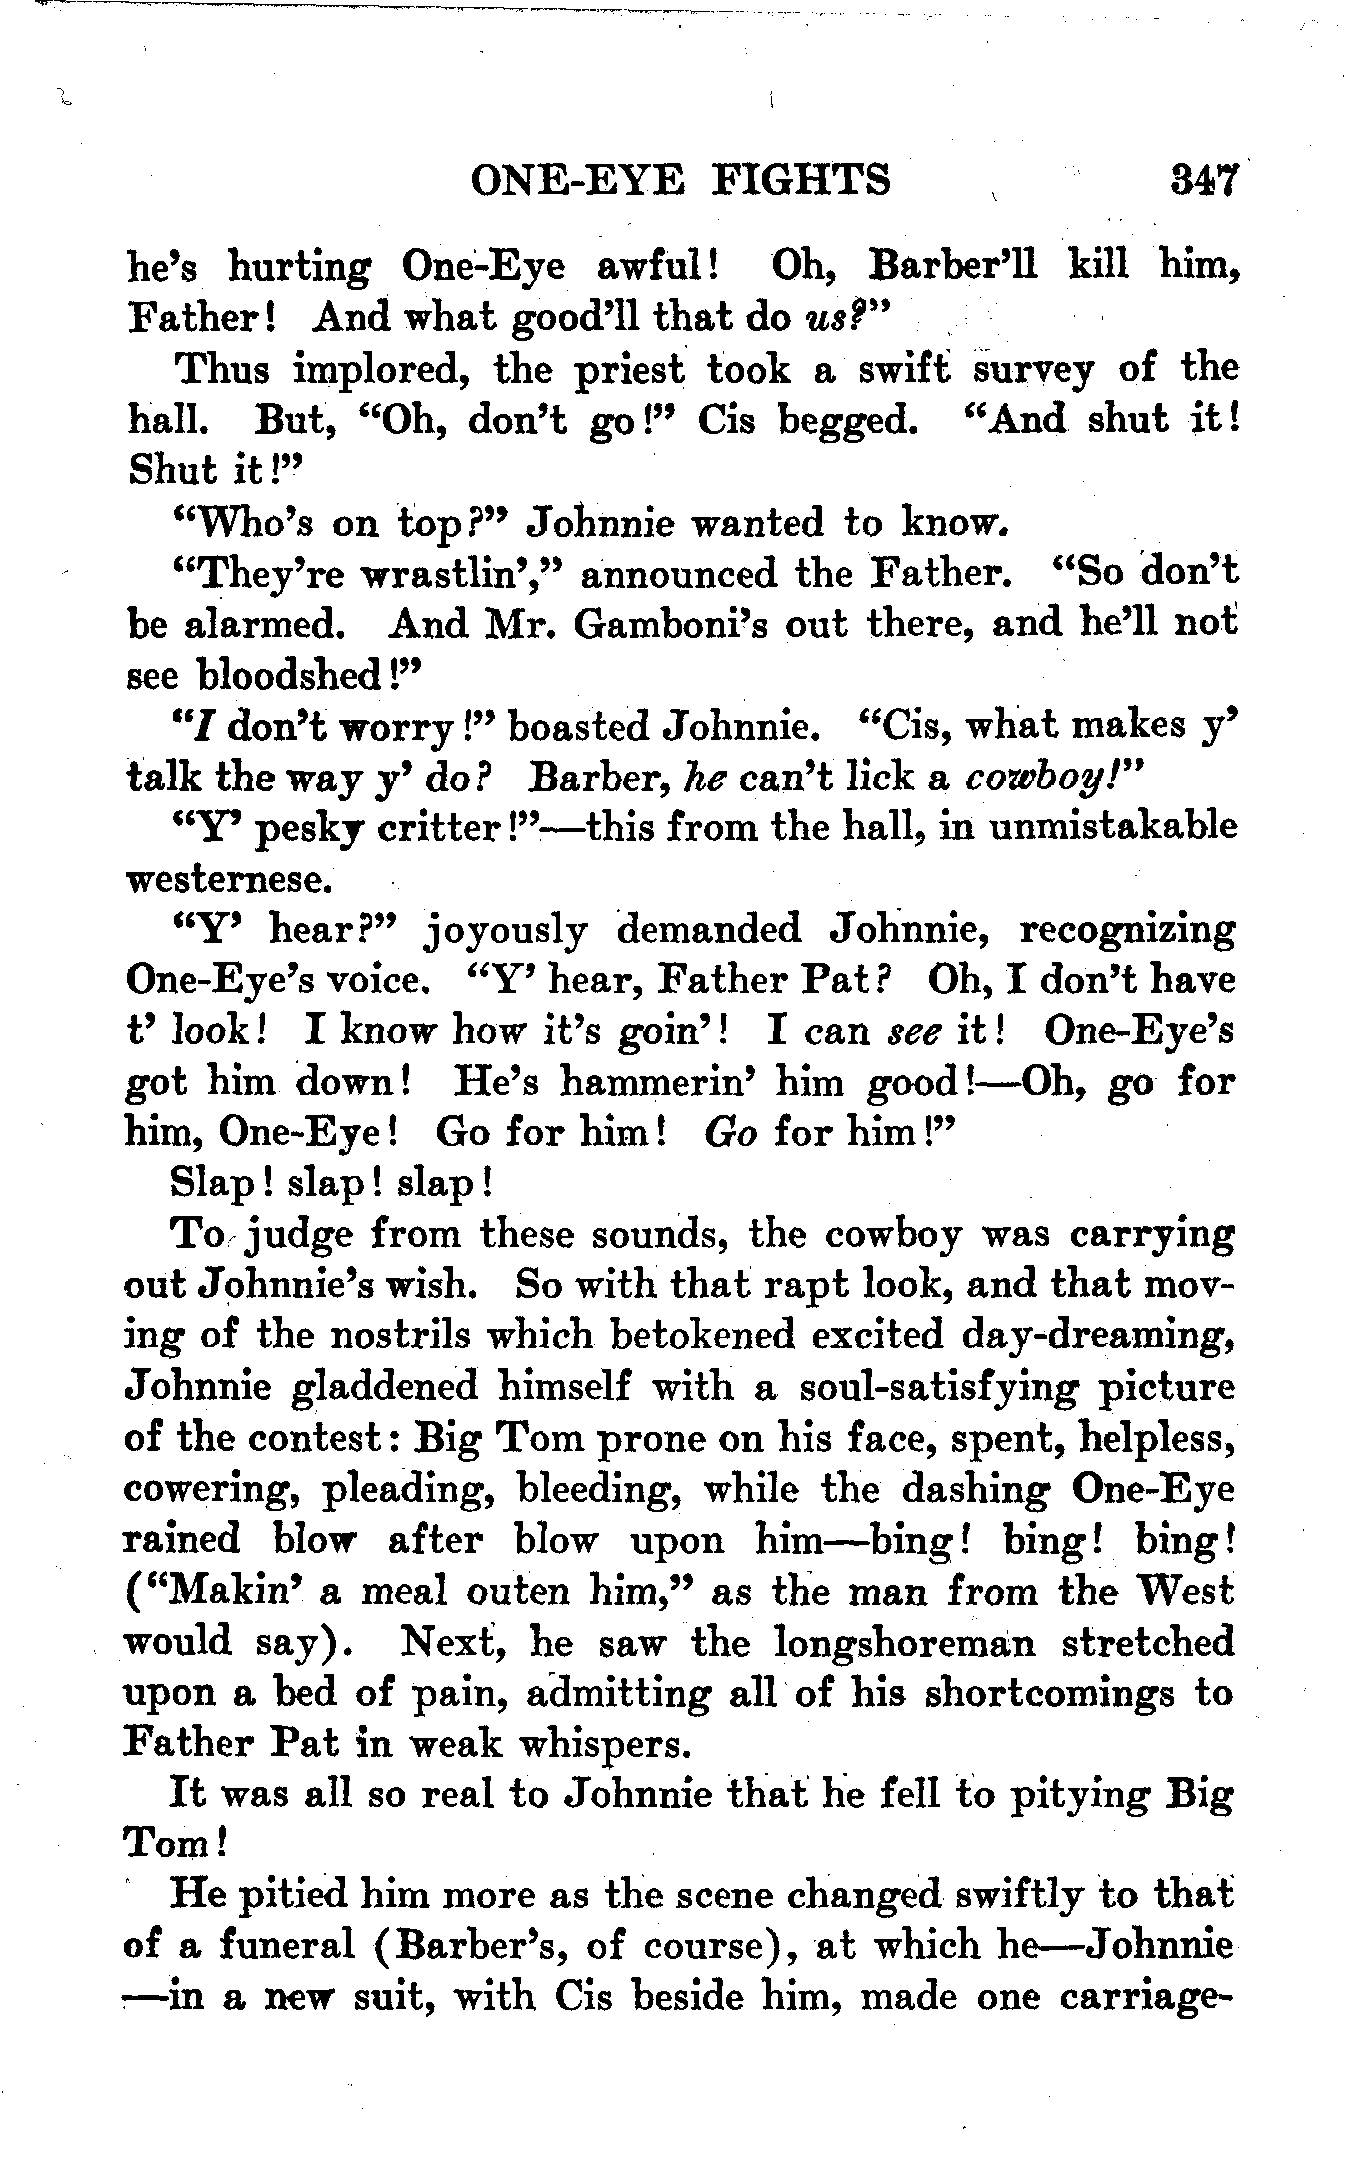 ONE-EYE FIGHTS 347
he's hurting One-Eye awful! Oh, Barber'll kill him,
Father! And what good'll that do us?"
Thus implored, the priest took a swift survey of the
hall. But, "Oh, don't go!" Cis begged. "And shut it!
Shut it!"
"Who's on top?" Johnnie wanted to know.
"They're wrastlin'," announced the Father. "So don't
be alarmed. And Mr. Gamboni's out there, and he'll not
see bloodshed!"
"I don't worry!" boasted Johnnie. "Cis, what makes y'
talk the way y' do? Barber, he can't lick a cowboy!"
"Y' pesky critter!"—this from the hall, in unmistakable
westernese.
"Y' hear?" joyously demanded Johnnie, recognizing
One-Eye's voice. "Y' hear, Father Pat? Oh, I don't have
t' look! I know how it's goin'! I can see it! One-Eye's
got him down! He's hammerin' him good!—Oh, go for
him, One-Eye! Go for him! Go for him!"
Slap! slap! slap!
To judge from these sounds, the cowboy was carrying
out Johnnie's wish. So with that rapt look, and that mov-
ing of the nostrils which betokened excited day-dreaming,
Johnnie gladdened himself with a soul-satisfying picture
of the contest: Big Tom prone on his face, spent, helpless,
cowering, pleading, bleeding, while the dashing One-Eye
rained blow after blow upon him—bing! bing! bing!
("Makin' a meal outen him," as the man from the West
would say). Next, he saw the longshoreman stretched
upon a bed of pain, admitting all of his shortcomings to
Father Pat in weak whispers.
It was all so real to Johnnie that he fell to pitying Big
Tom!
He pitied him more as the scene changed swiftly to that
of a funeral (Barber's, of course), at which he—Johnnie
—in a new suit, with Cis beside him, made one carriage-